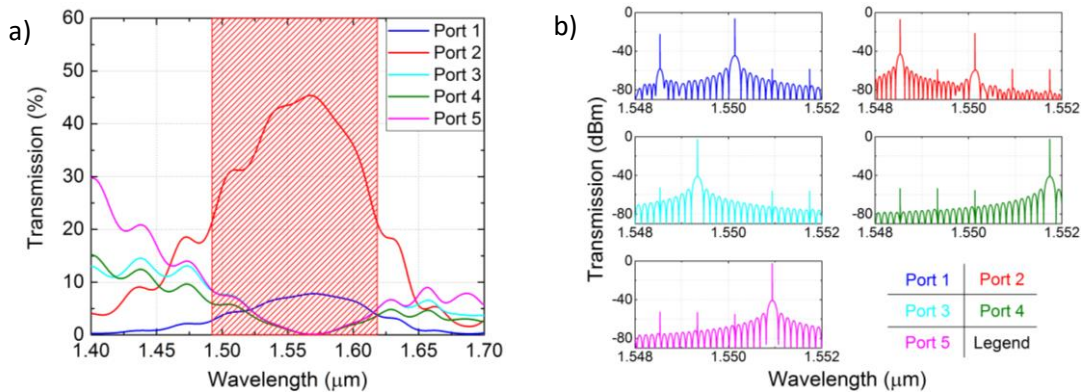 a)
Transmission (%)
60
50
40
30
20
10
0
1.40 1.45 1.50 1.55 1.60 1.65 1.70
Wavelength (μm)
Port 1
Port 2
Port 3
Port 4
Port 5
b)
Transmission (dBm)
0
-40
-80
1.548 1.550 1.552
0
-40
-80
1.548 1.550 1.552
0
-40
-80
1.548 1.550 1.552
0
-40
-80
1.548 1.550 1.552
0
-40
-80
1.548 1.550 1.552
Wavelength (μm)
Port 1 Port 2
Port 3 Port 4
Port 5 Legend